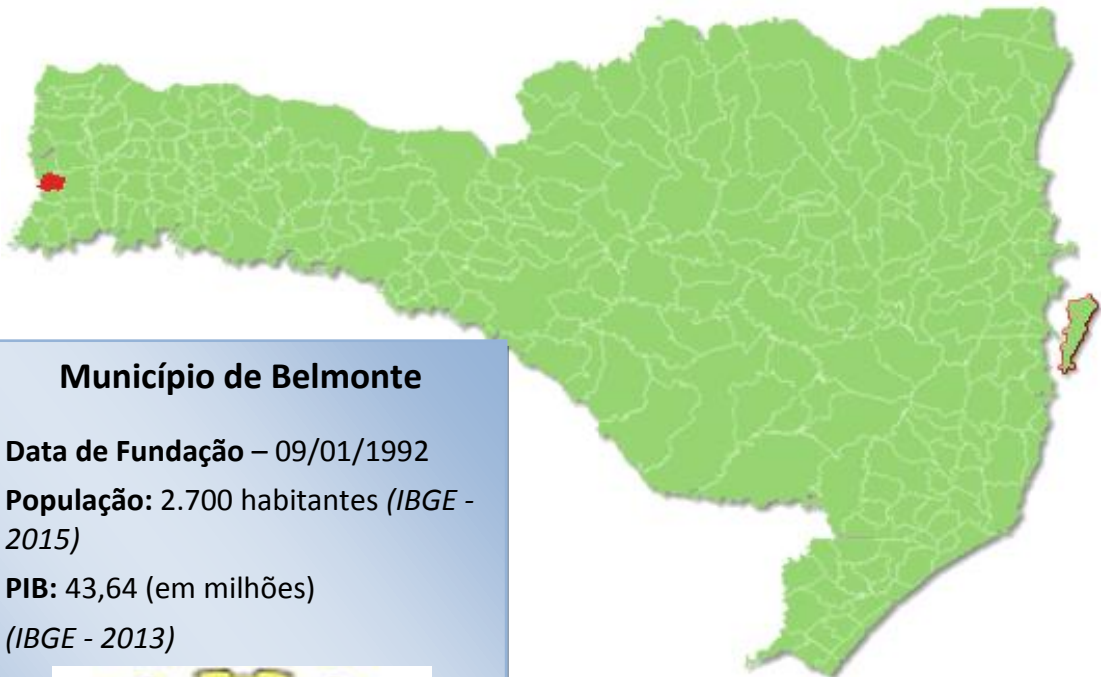 Município de Belmonte
Data de Fundação – 09/01/1992
População: 2.700 habitantes (IBGE -
2015)
PIB: 43,64 (em milhões)
(IBGE - 2013)